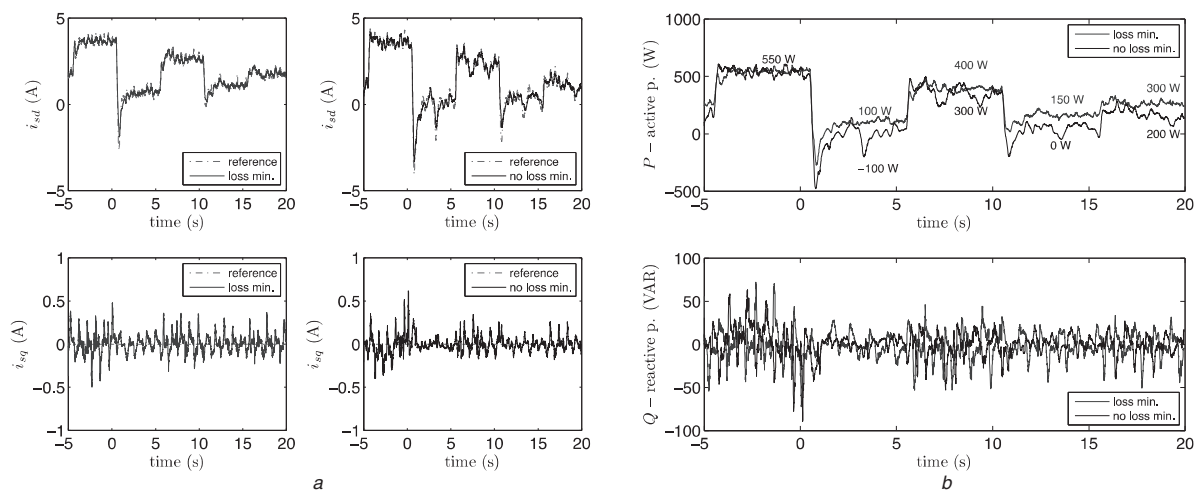 5
0
5
−5 0 5 10 15 20
i_sd (A)
time (s)
reference
loss min.
5
0
5
−5 0 5 10 15 20
i_sd (A)
time (s)
reference
no loss min.
1
0.5
0
−0.5
−1
−5 0 5 10 15 20
i_sq (A)
time (s)
reference
loss min.
1
0.5
0
−0.5
−1
−5 0 5 10 15 20
i_sq (A)
time (s)
reference
no loss min.
a
1000
500
0
−500
−5 0 5 10 15 20
P − active p. (W)
time (s)
loss min.
no loss min.
550 W
100 W
−100 W
400 W
300 W
150 W
0 W
300 W
200 W
100
50
0
−50
−100
−5 0 5 10 15 20
Q − reactive p. (VAR)
time (s)
loss min.
no loss min.
b